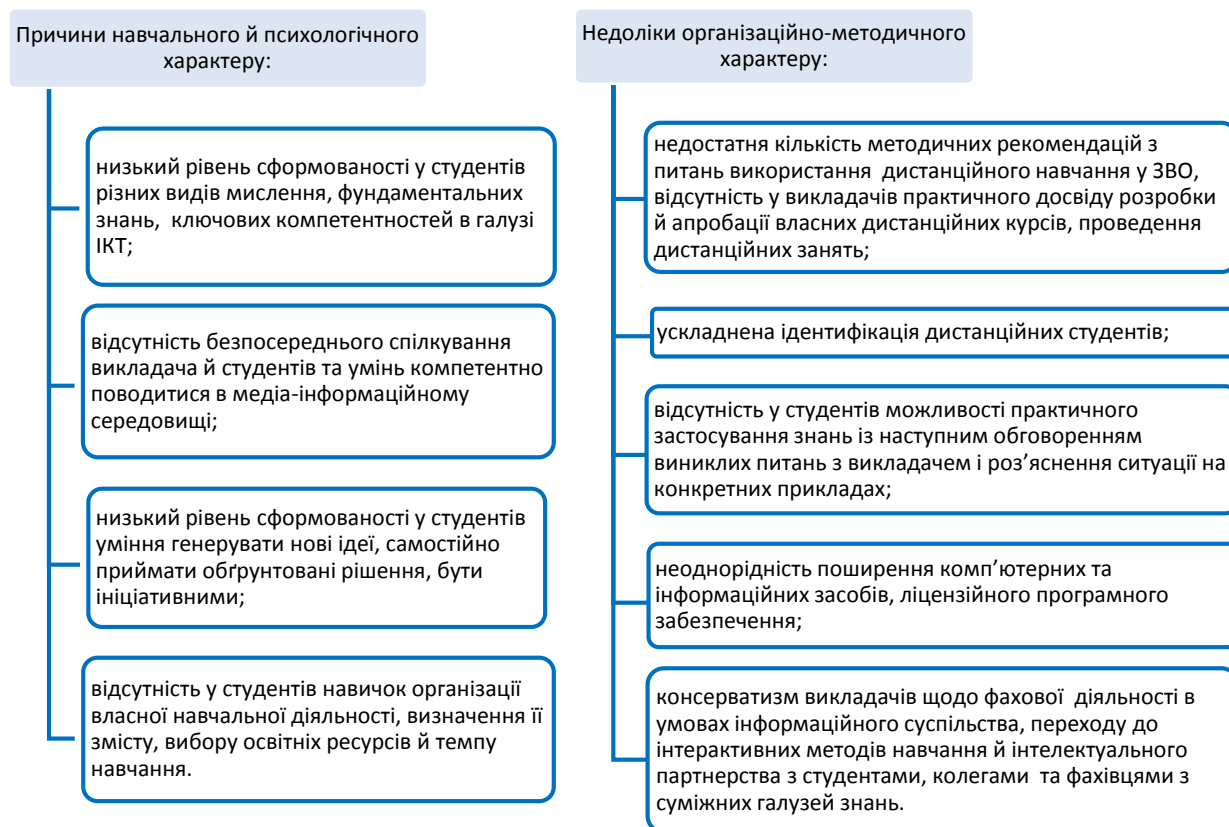 Причини навчального й психологічного
характеру:
низький рівень сформованості у студентів
різних видів мислення, фундаментальних
знань, ключових компетентностей в галузі
ІКТ;
відсутність безпосереднього спілкування
викладача й студентів та умінь компетентно
поводитися в медіа-інформаційному
середовищі;
низький рівень сформованості у студентів
уміння генерувати нові ідеї, самостійно
приймати обґрунтовані рішення, бути
ініціативними;
відсутність у студентів навичок організації
власної навчальної діяльності, визначення її
змісту, вибору освітніх ресурсів й темпу
навчання.
Недоліки організаційно-методичного
характеру:
недостатня кількість методичних рекомендацій з
питань використання дистанційного навчання у ЗВО,
відсутність у викладачів практичного досвіду розробки
й апробації власних дистанційних курсів, проведення
дистанційних занять;
ускладнена ідентифікація дистанційних студентів;
відсутність у студентів можливості практичного
застосування знань із наступним обговоренням
виниклих питань з викладачем і роз’яснення ситуації на
конкретних прикладах;
неоднорідність поширення комп’ютерних та
інформаційних засобів, ліцензійного програмного
забезпечення;
консерватизм викладачів щодо фахової діяльності в
умовах інформаційного суспільства, переходу до
інтерактивних методів навчання й інтелектуального
партнерства з студентами, колегами та фахівцями з
суміжних галузей знань.